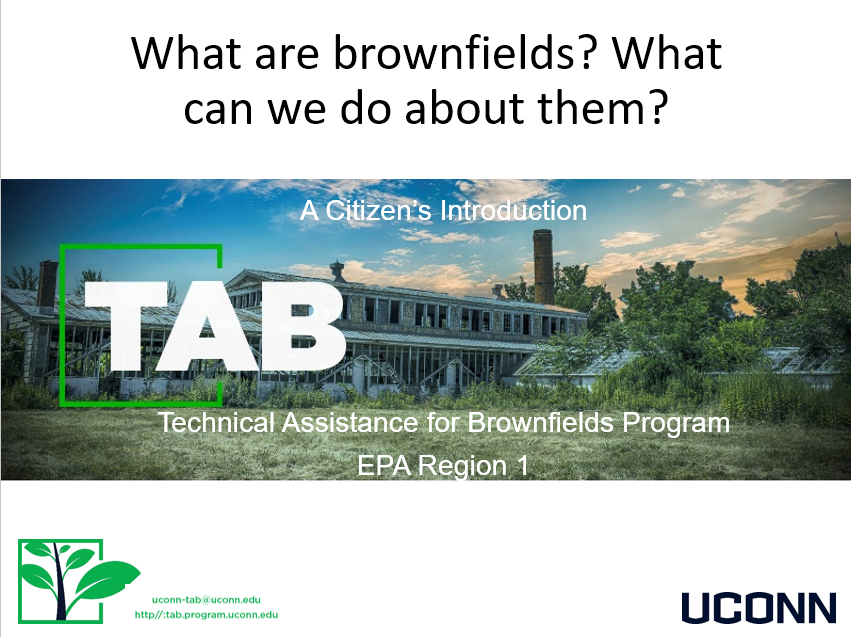 What are brownfields? What
can we do about them?
A Citizen's Introduction
TAB
Technical Assistance for Brownfields Program
EPA Region 1
uconn-tab@uconn.edu
http//:tab.program.uconn.edu
UCONN